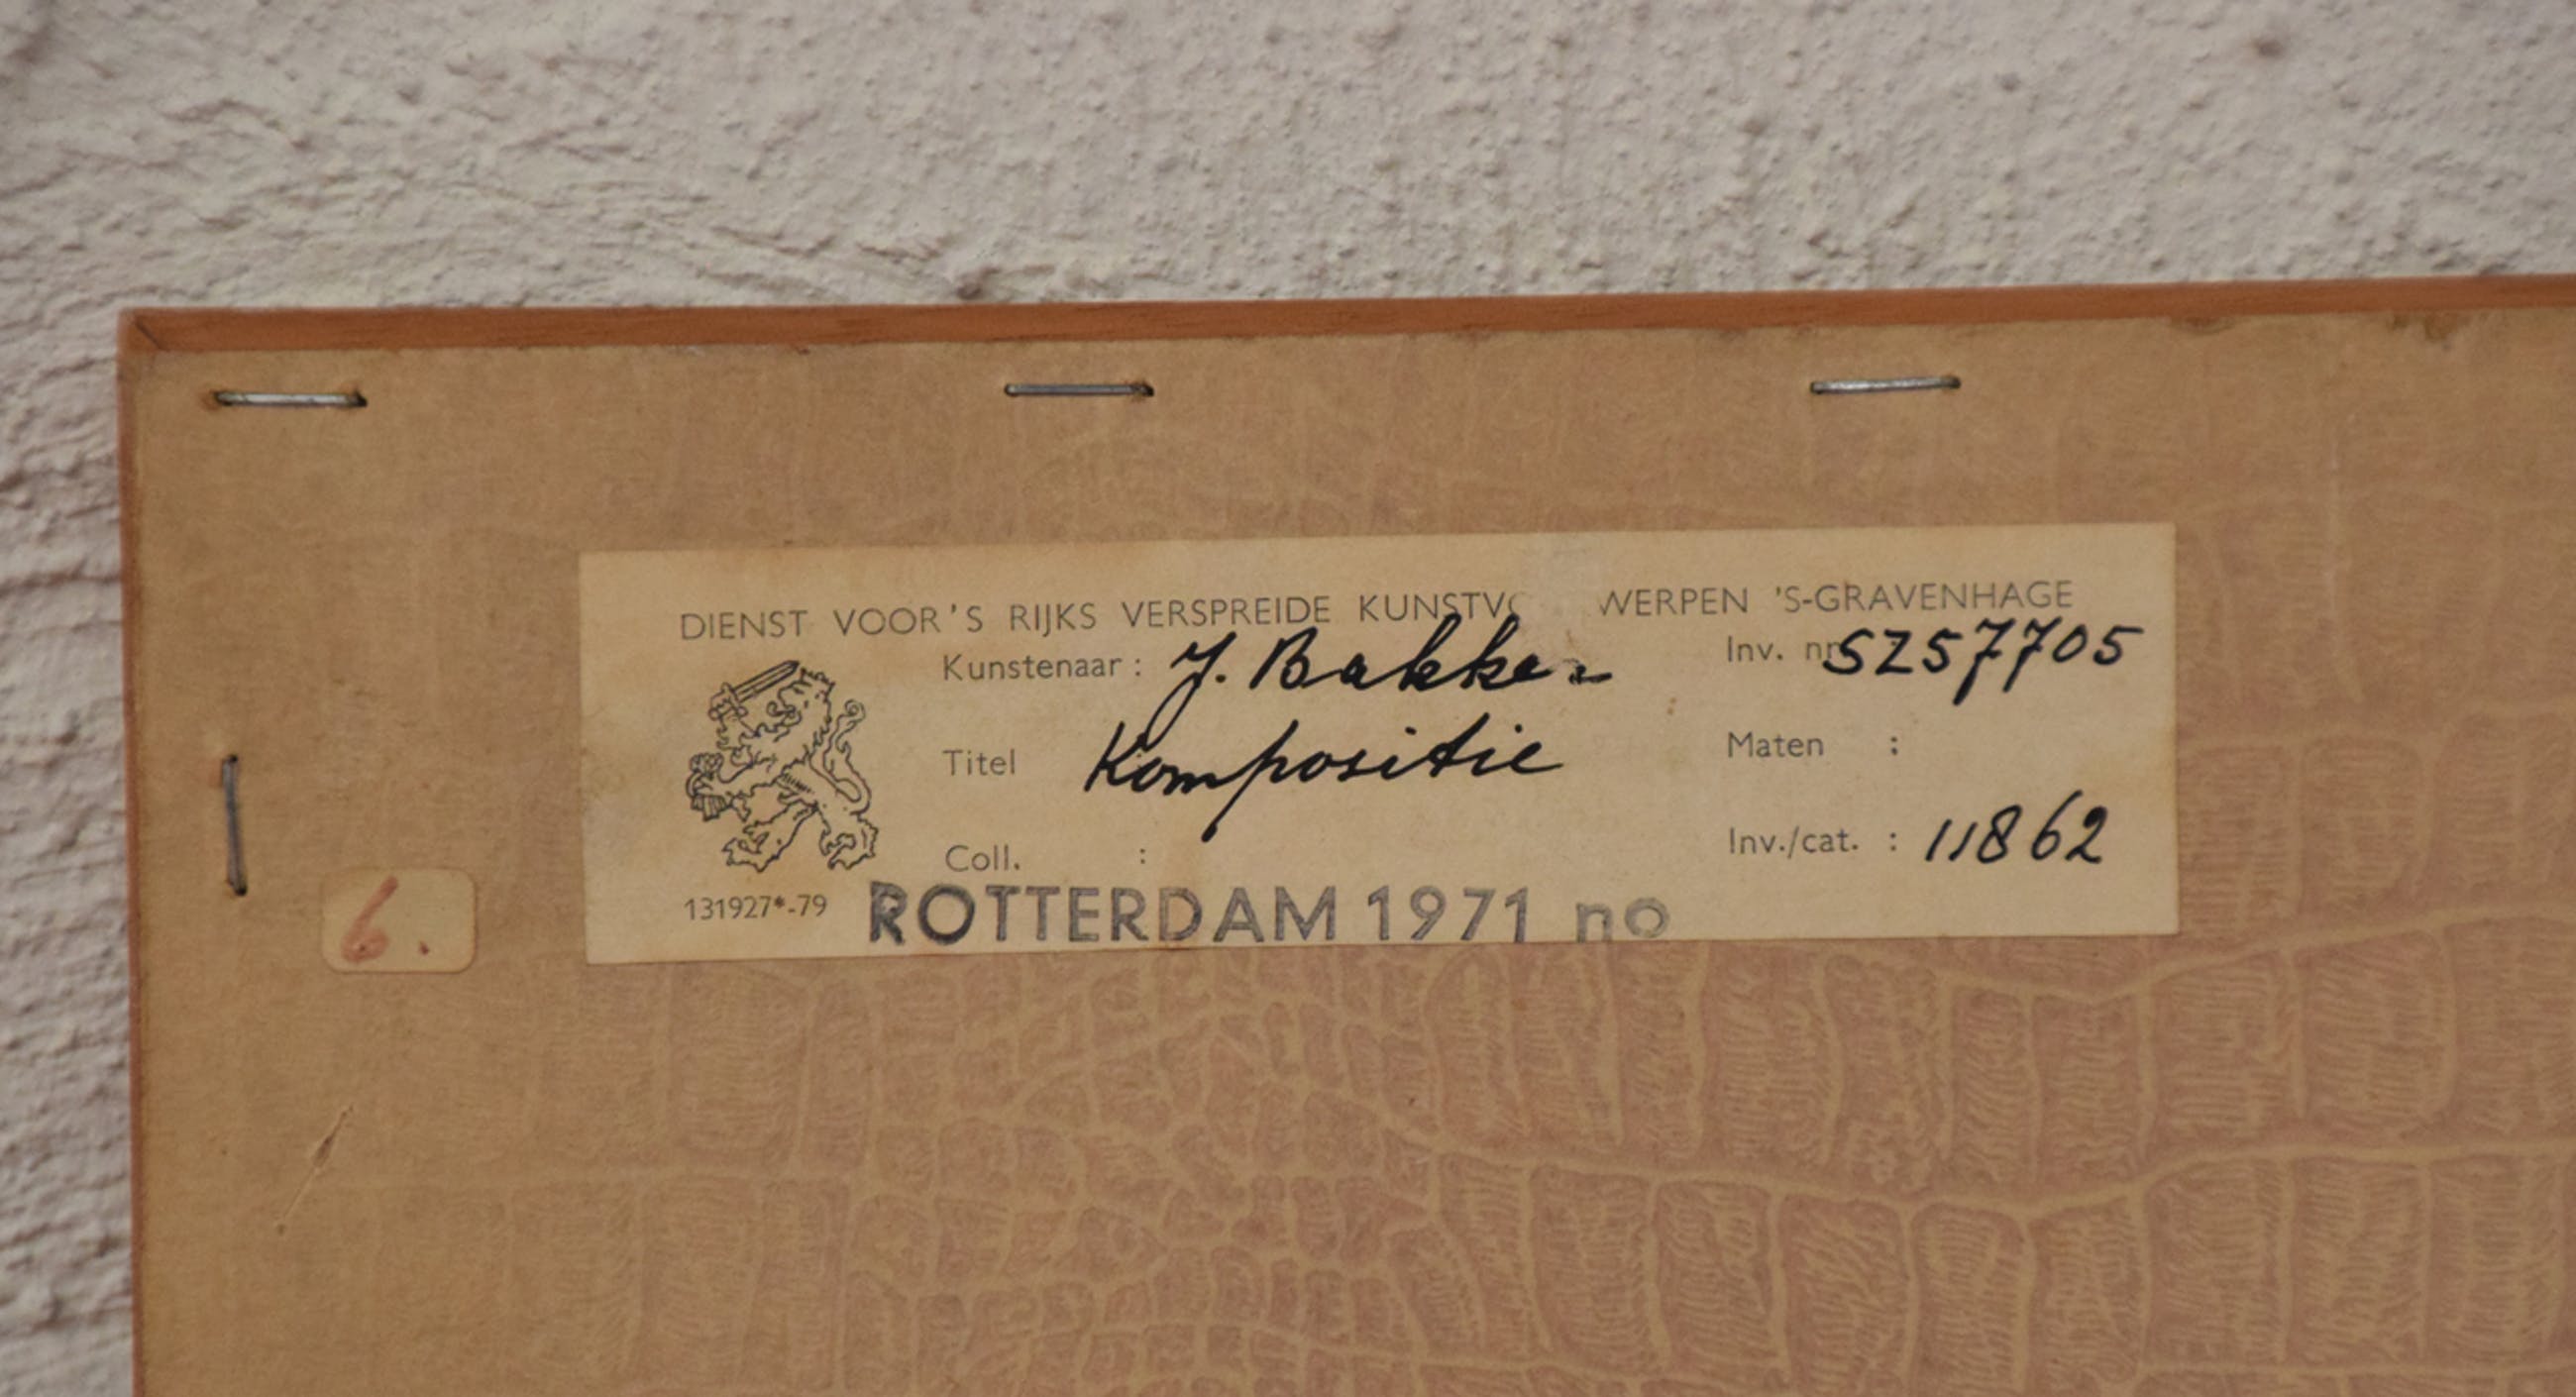 DIENST VOOR 'S RIJKS VERSPREIDE KUNSTVO WERPEN 'S-GRAVENHAGE
Kunstenaar : J. Bakker Inv. nr SZ57705
Titel Kompositie Maten :
Coll. : Inv./cat. : 11862
131927*-79 ROTTERDAM 1971 no
6.